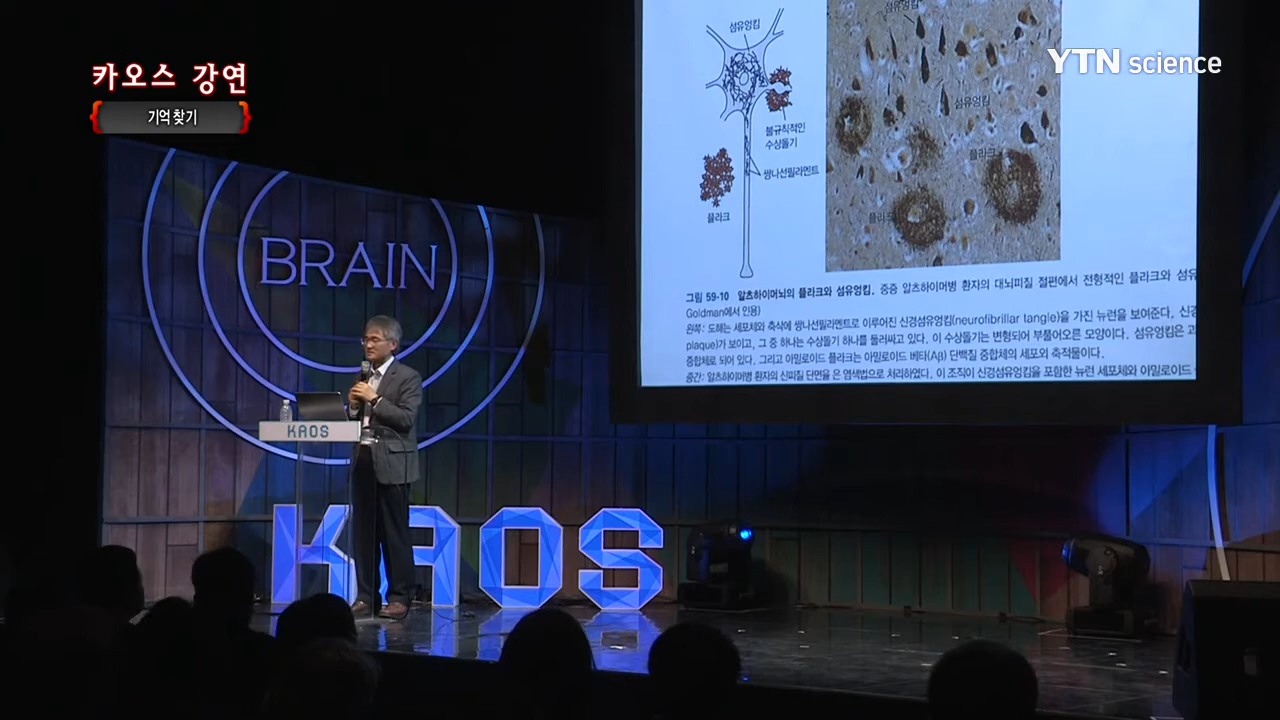 카오스 강연
기억 찾기
YTN science
BRAIN
KAOS
KAOS
섬유엉킴
불규칙적인
수상돌기
쌍나선필라멘트
플라크
섬유엉킴
섬유엉킴
플라크
플라크
그림 59-10 알츠하이머뇌의 플라크와 섬유엉킴. 중증 알츠하이머병 환자의 대뇌피질 절편에서 전형적인 플라크와 섬유
Goldman에서 인용)
왼쪽: 도해는 세포체와 축삭에 쌍나선필라멘트로 이루어진 신경섬유엉킴(neurofibrillar tangle)을 가진 뉴런을 보여준다. 신경
plaque)가 보이고, 그 중 하나는 수상돌기 하나를 둘러싸고 있다. 이 수상돌기는 변형되어 부풀어오른 모양이다. 섬유엉킴은 과
중합체로 되어 있다. 그리고 아밀로이드 플라크는 아밀로이드 베타(Aβ) 단백질 중합체의 세포외 축적물이다.
중간: 알츠하이머병 환자의 신피질 단면을 은 염색법으로 처리하였다. 이 조직이 신경섬유엉킴을 포함한 뉴런 세포체와 아밀로이드